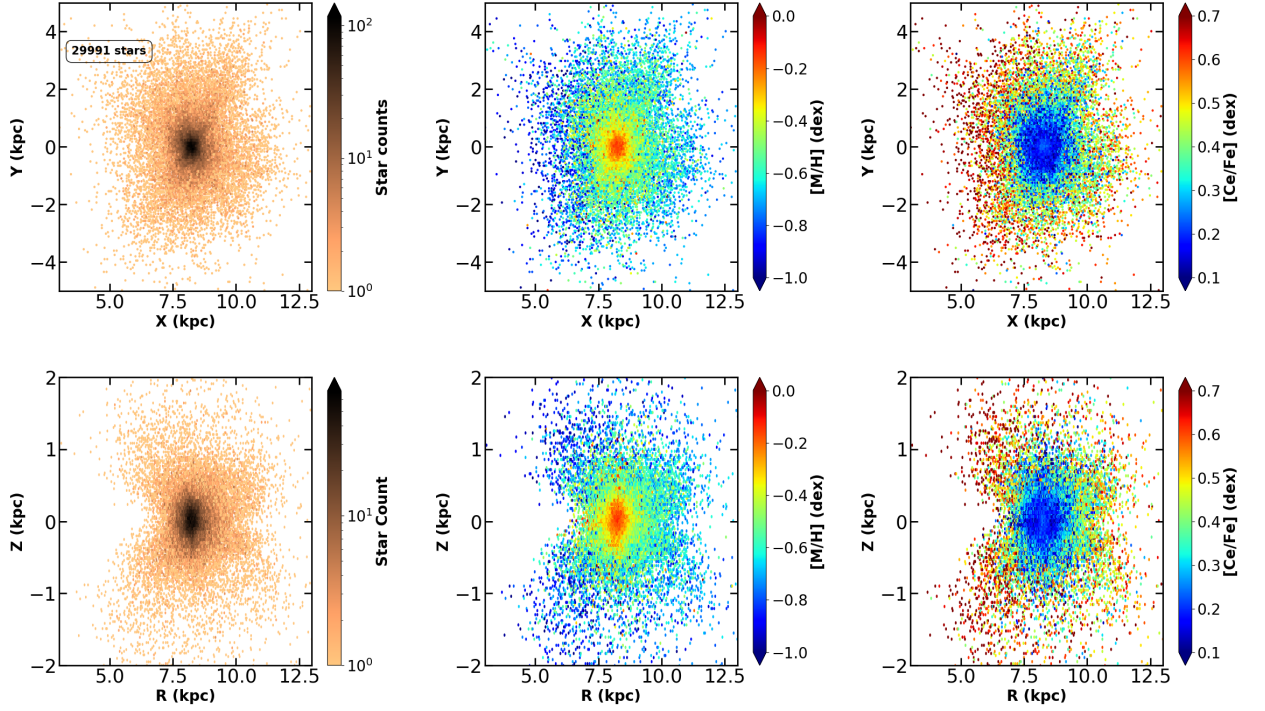 29991 stars
4
2
0
−2
−4
Y (kpc)
5.0 7.5 10.0 12.5
X (kpc)
10² 
10¹
10⁰
Star counts
4
2
0
−2
−4
Y (kpc)
5.0 7.5 10.0 12.5
X (kpc)
0.0
−0.2
−0.4
−0.6
−0.8
−1.0
[M/H] (dex)
4
2
0
−2
−4
Y (kpc)
5.0 7.5 10.0 12.5
X (kpc)
0.7
0.6
0.5
0.4
0.3
0.2
0.1
[Ce/Fe] (dex)
2
1
0
−1
−2
Z (kpc)
5.0 7.5 10.0 12.5
R (kpc)
10¹
10⁰
Star Count
2
1
0
−1
−2
Z (kpc)
5.0 7.5 10.0 12.5
R (kpc)
0.0
−0.2
−0.4
−0.6
−0.8
−1.0
[M/H] (dex)
2
1
0
−1
−2
Z (kpc)
5.0 7.5 10.0 12.5
R (kpc)
0.7
0.6
0.5
0.4
0.3
0.2
0.1
[Ce/Fe] (dex)